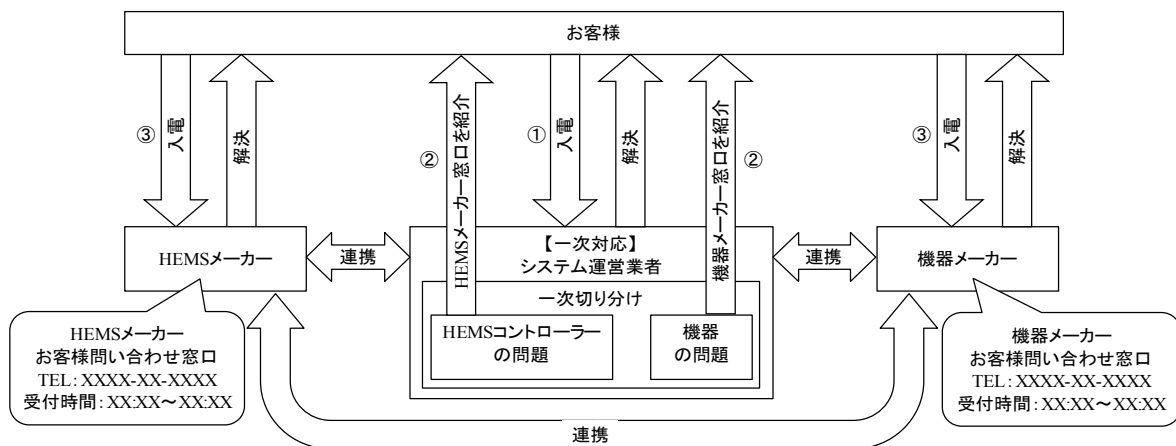 お客様
③
入電
解決
②
HEMSメーカー窓口を紹介
①
入電
解決
機器メーカー窓口を紹介
②
③
入電
解決
HEMSメーカー
連携
【一次対応】
システム運営業者
連携
機器メーカー
一次切り分け
HEMSコントローラー
の問題
機器
の問題
HEMSメーカー
お客様問い合わせ窓口
TEL：XXXX-XX-XXXX
受付時間：XX:XX～XX:XX
機器メーカー
お客様問い合わせ窓口
TEL：XXXX-XX-XXXX
受付時間：XX:XX～XX:XX
連携